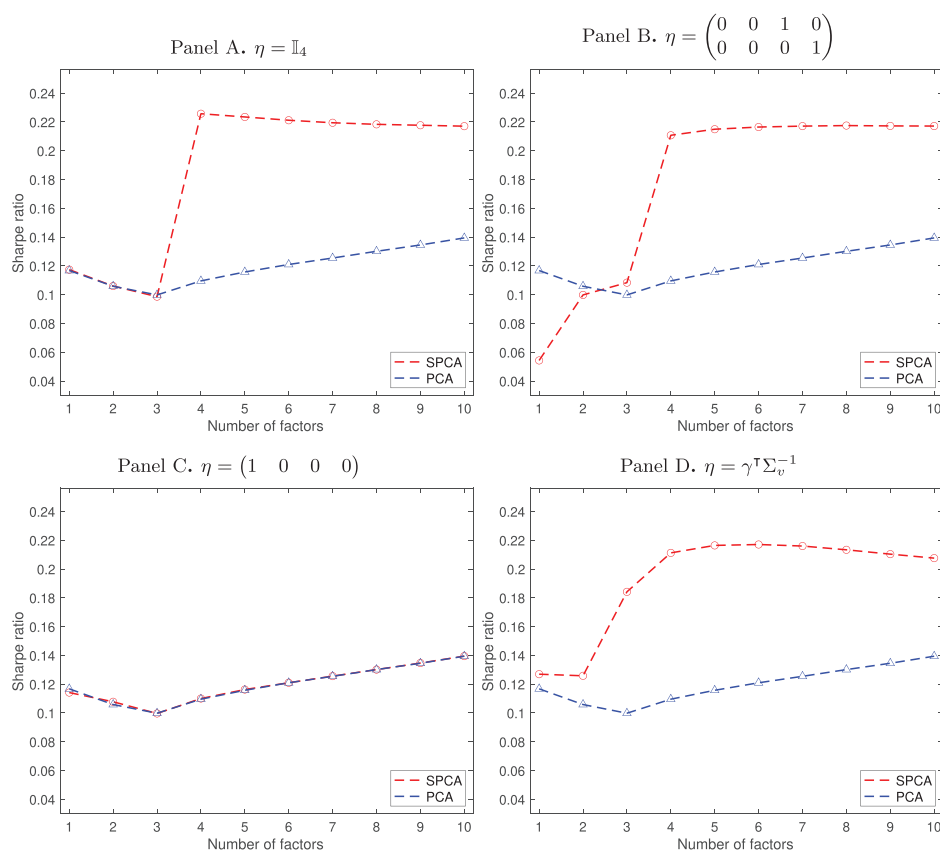 Panel A. η = 𝕀₄
Sharpe ratio
0.24
0.22
0.2
0.18
0.16
0.14
0.12
0.1
0.08
0.06
0.04
SPCA
PCA
1 2 3 4 5 6 7 8 9 10
Number of factors
Panel B. η = (0 0 1 0
0 0 0 1)
Sharpe ratio
0.24
0.22
0.2
0.18
0.16
0.14
0.12
0.1
0.08
0.06
0.04
SPCA
PCA
1 2 3 4 5 6 7 8 9 10
Number of factors
Panel C. η = (1 0 0 0)
Sharpe ratio
0.24
0.22
0.2
0.18
0.16
0.14
0.12
0.1
0.08
0.06
0.04
SPCA
PCA
1 2 3 4 5 6 7 8 9 10
Number of factors
Panel D. η = γ⊺Σᵥ⁻¹
Sharpe ratio
0.24
0.22
0.2
0.18
0.16
0.14
0.12
0.1
0.08
0.06
0.04
SPCA
PCA
1 2 3 4 5 6 7 8 9 10
Number of factors